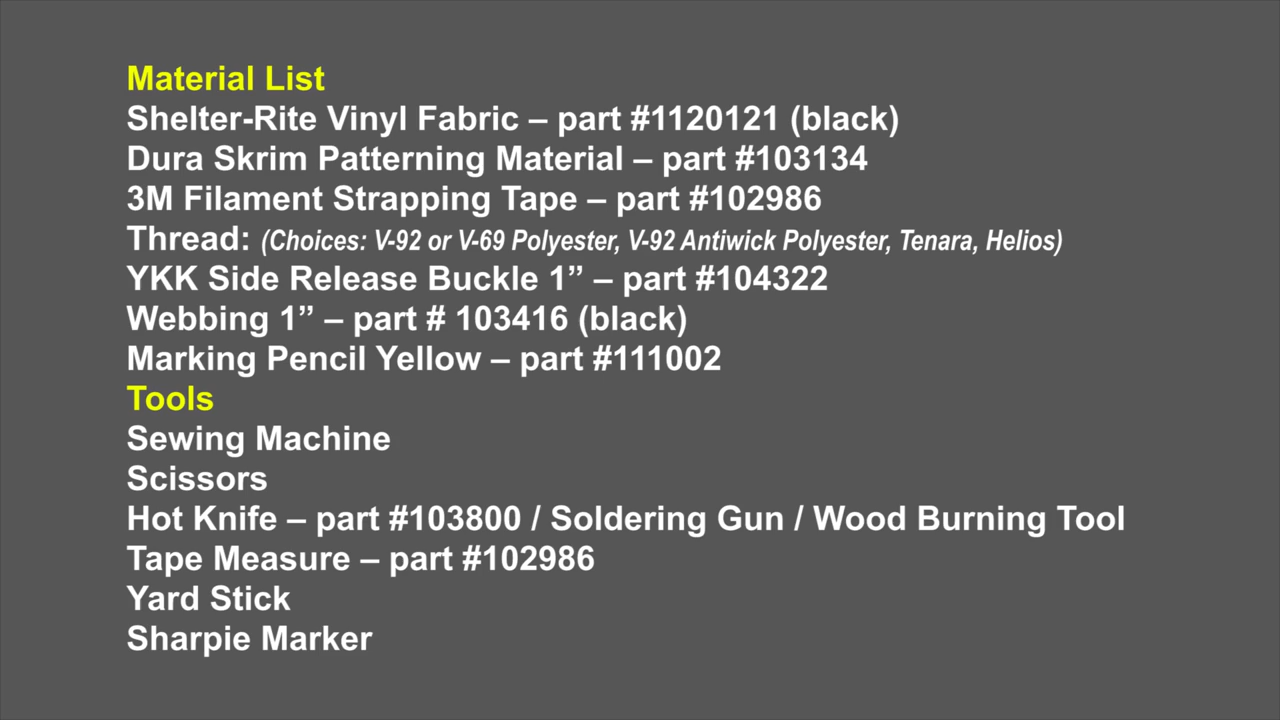 Material List
Shelter-Rite Vinyl Fabric – part #1120121 (black)
Dura Skrim Patterning Material – part #103134
3M Filament Strapping Tape – part #102986
Thread: (Choices: V-92 or V-69 Polyester, V-92 Antiwick Polyester, Tenara, Helios)
YKK Side Release Buckle 1” – part #104322
Webbing 1” – part # 103416 (black)
Marking Pencil Yellow – part #111002
Tools
Sewing Machine
Scissors
Hot Knife – part #103800 / Soldering Gun / Wood Burning Tool
Tape Measure – part #102986
Yard Stick
Sharpie Marker